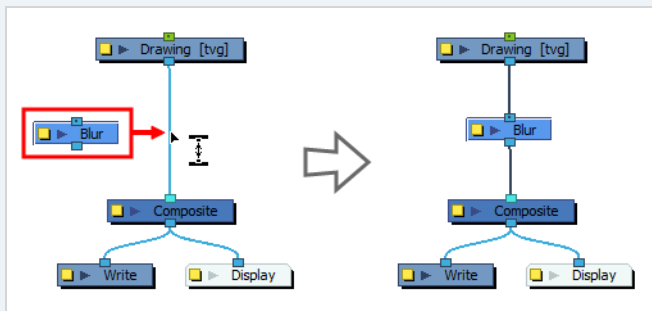 Drawing [tvg]
Blur
Composite
Write
Display
Drawing [tvg]
Blur
Composite
Write
Display